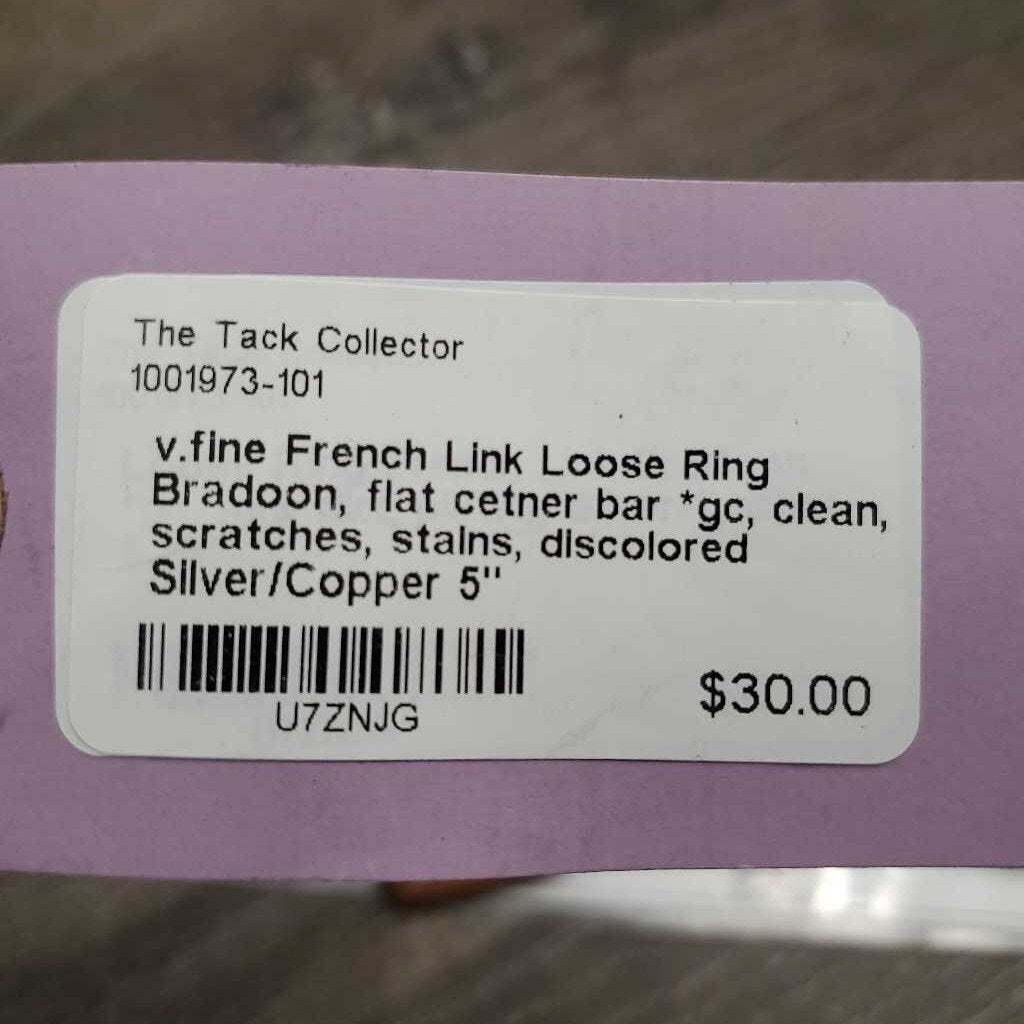 The Tack Collector
1001973-101
v.fine French Link Loose Ring
Bradoon, flat cetner bar *gc, clean,
scratches, stains, discolored
Silver/Copper 5"
U7ZNJG
$30.00